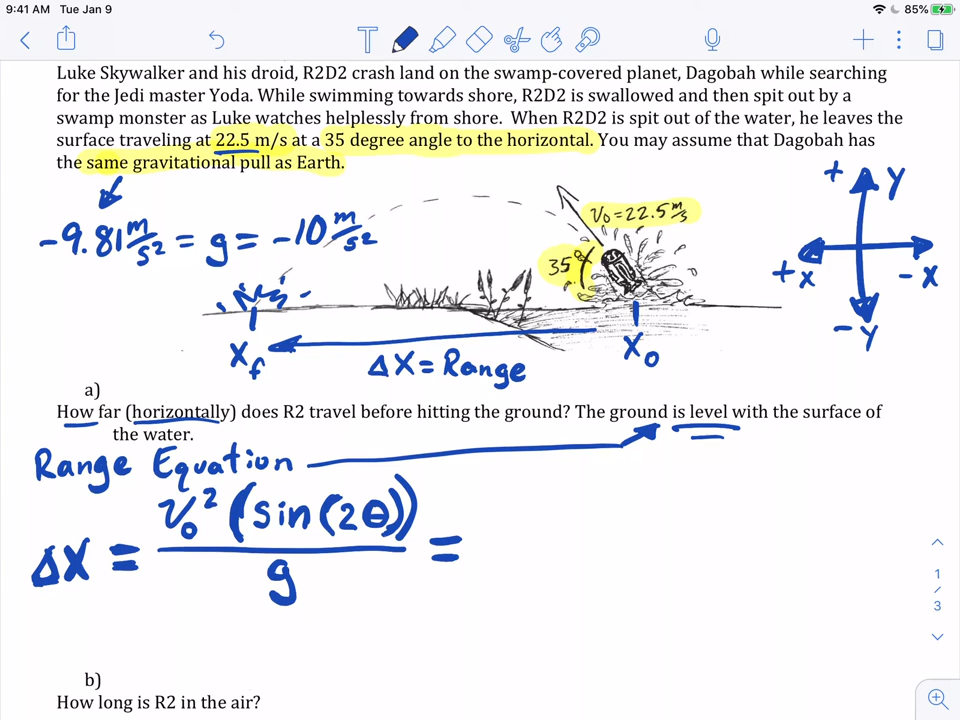 9:41 AM Tue Jan 9
85%
T
Luke Skywalker and his droid, R2D2 crash land on the swamp-covered planet, Dagobah while searching
for the Jedi master Yoda. While swimming towards shore, R2D2 is swallowed and then spit out by a
swamp monster as Luke watches helplessly from shore. When R2D2 is spit out of the water, he leaves the
surface traveling at 22.5 m/s at a 35 degree angle to the horizontal. You may assume that Dagobah has
the same gravitational pull as Earth.
+ y
v₀ = 22.5 m/s
-9.81 m/s² = g = -10 m/s²
35°
+x -x
-y
Xf ΔX = Range X₀
a)
How far (horizontally) does R2 travel before hitting the ground? The ground is level with the surface of
the water.
Range Equation
ΔX = v₀² (sin(2θ)) / g =
1
/
3
b)
How long is R2 in the air?